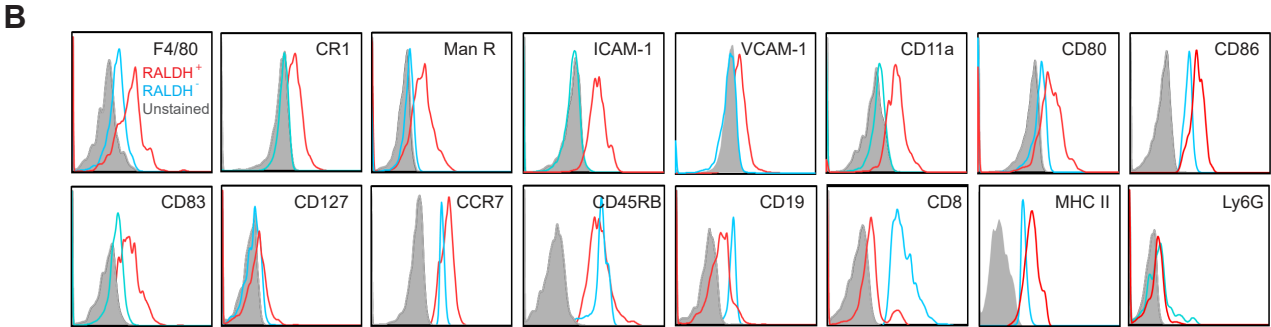 B
F4/80
RALDH +
RALDH -
Unstained
CR1
Man R
ICAM-1
VCAM-1
CD11a
CD80
CD86
CD83
CD127
CCR7
CD45RB
CD19
CD8
MHC II
Ly6G